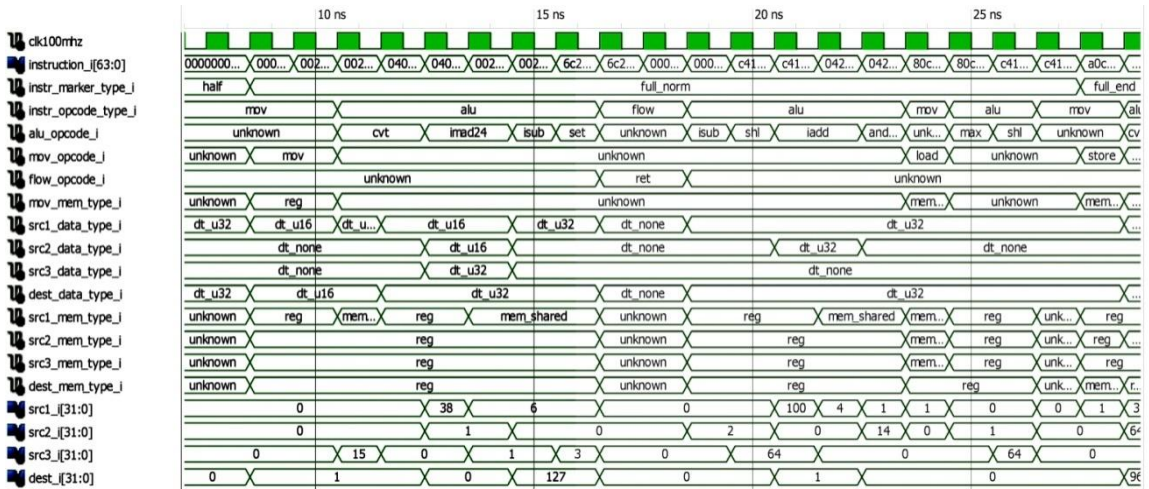 10 ns 15 ns 20 ns 25 ns
clk100mhz
instruction_i[63:0] 0000000... 000... 002... 002... 040... 040... 002... 002... 6c2... 6c2... 000... 000... c41... c41... 042... 042... 80c... 80c... c41... c41... a0c... ...
instr_marker_type_i half full_norm full_end
instr_opcode_type_i mov alu flow alu mov alu mov alu
alu_opcode_i unknown cvt imad24 isub set unknown isub shl iadd and... unk... max shl unknown cv
mov_opcode_i unknown mov unknown load unknown store ...
flow_opcode_i unknown ret unknown
mov_mem_type_i unknown reg unknown mem... unknown mem... ...
src1_data_type_i dt_u32 dt_u16 dt_u... dt_u16 dt_u32 dt_none dt_u32 ...
src2_data_type_i dt_none dt_u16 dt_none dt_u32 dt_none
src3_data_type_i dt_none dt_u32 dt_none
dest_data_type_i dt_u32 dt_u16 dt_u32 dt_none dt_u32 ...
src1_mem_type_i unknown reg mem... reg mem_shared unknown reg mem_shared mem... reg unk... reg
src2_mem_type_i unknown reg unknown reg mem... reg unk... reg ...
src3_mem_type_i unknown reg unknown reg mem... reg unk... reg
dest_mem_type_i unknown reg unknown reg reg unk... mem... r...
src1_i[31:0] 0 38 6 0 100 4 1 1 0 0 1 3
src2_i[31:0] 0 1 0 2 0 14 0 1 0 64
src3_i[31:0] 0 15 0 1 3 0 64 0 64 0
dest_i[31:0] 0 1 0 127 0 1 0 96